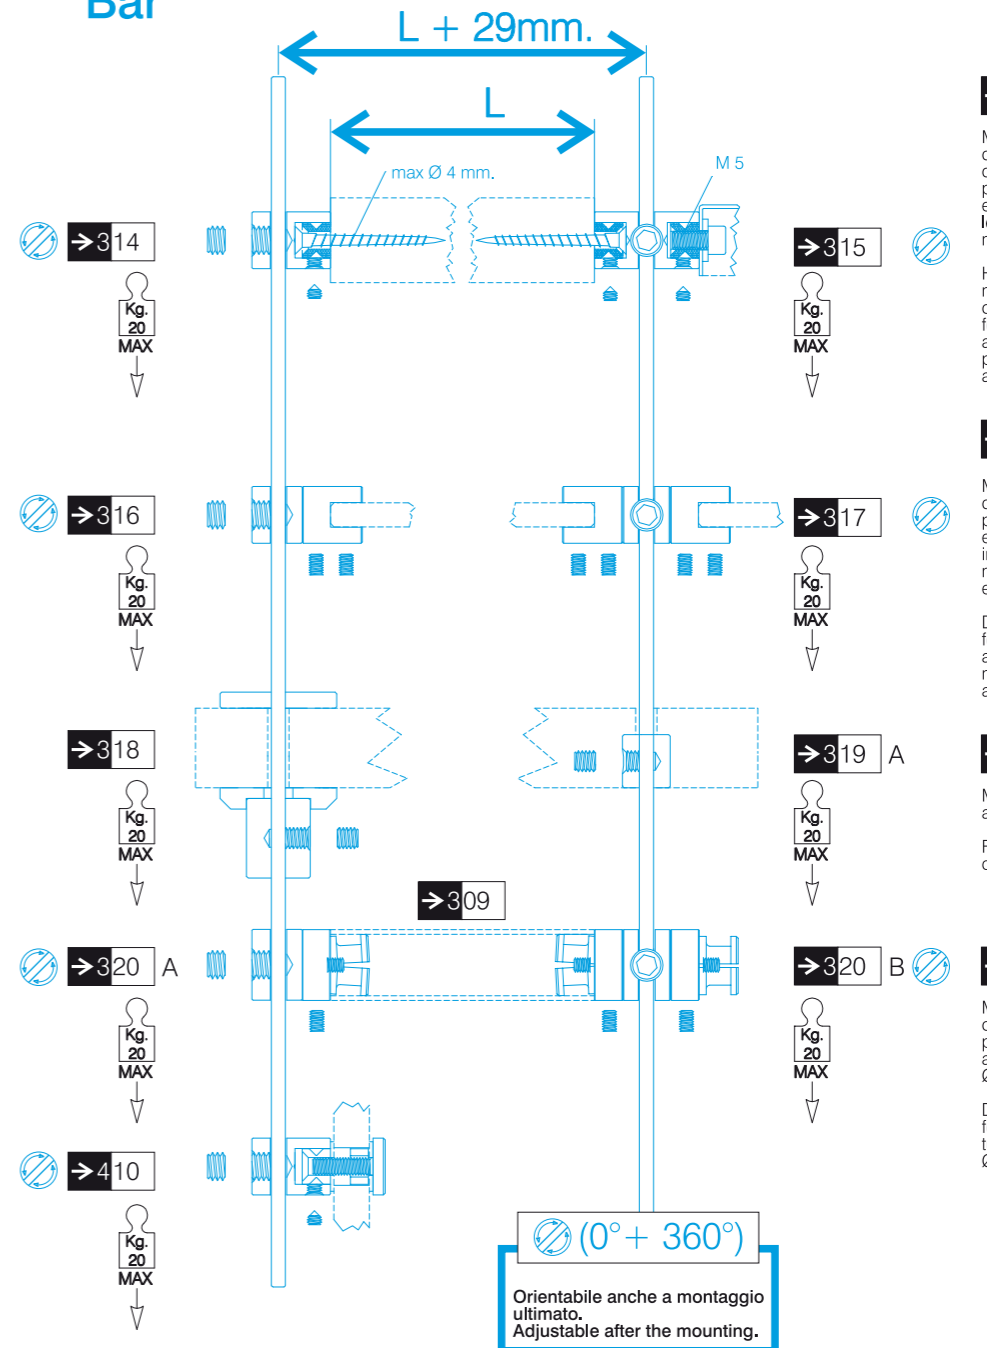 Bar
L + 29mm.
L
max Ø 4 mm.
M 5
→314
Kg.
20
MAX
→315
Kg.
20
MAX
→316
Kg.
20
MAX
→317
Kg.
20
MAX
→318
Kg.
20
MAX
→319 A
Kg.
20
MAX
→309
→320 A
Kg.
20
MAX
→320 B
Kg.
20
MAX
→410
Kg.
20
MAX
(0°+ 360°)
Orientabile anche a montaggio
ultimato.
Adjustable after the mounting.